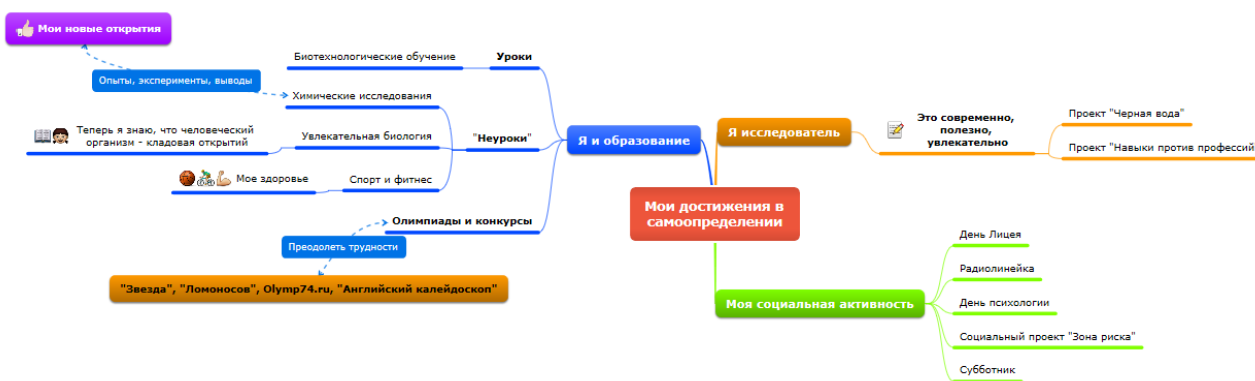 Мои новые открытия
Опыты, эксперименты, выводы
Биотехнологические обучение
Уроки
Химические исследования
Теперь я знаю, что человеческий
организм - кладовая открытий
Увлекательная биология
"Неуроки"
Мое здоровье
Спорт и фитнес
Олимпиады и конкурсы
Преодолеть трудности
"Звезда", "Ломоносов", Olymp74.ru, "Английский калейдоскоп"
Я и образование
Мои достижения в
самоопределении
Я исследователь
Это современно,
полезно,
увлекательно
Проект "Черная вода"
Проект "Навыки против профессий
Моя социальная активность
День Лицея
Радиолинейка
День психологии
Социальный проект "Зона риска"
Субботник